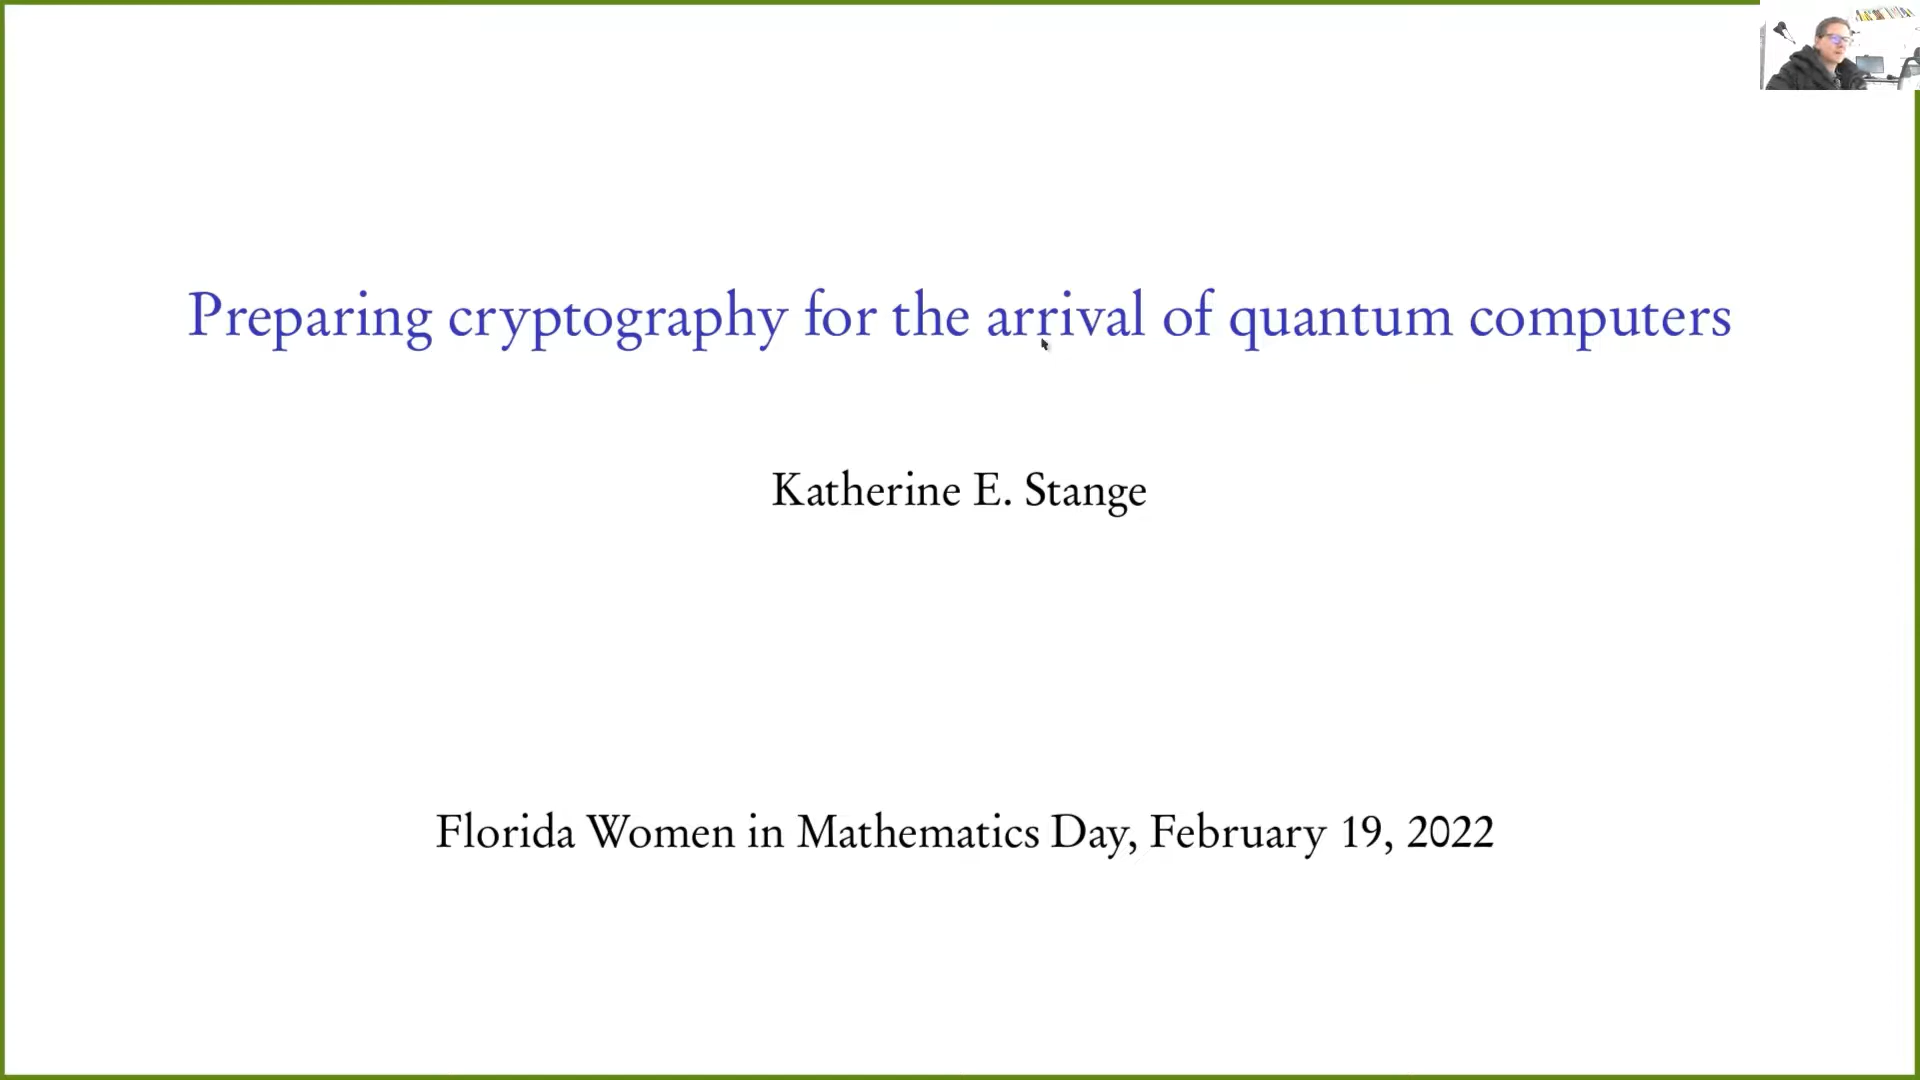 Preparing cryptography for the arrival of quantum computers
Katherine E. Stange
Florida Women in Mathematics Day, February 19, 2022